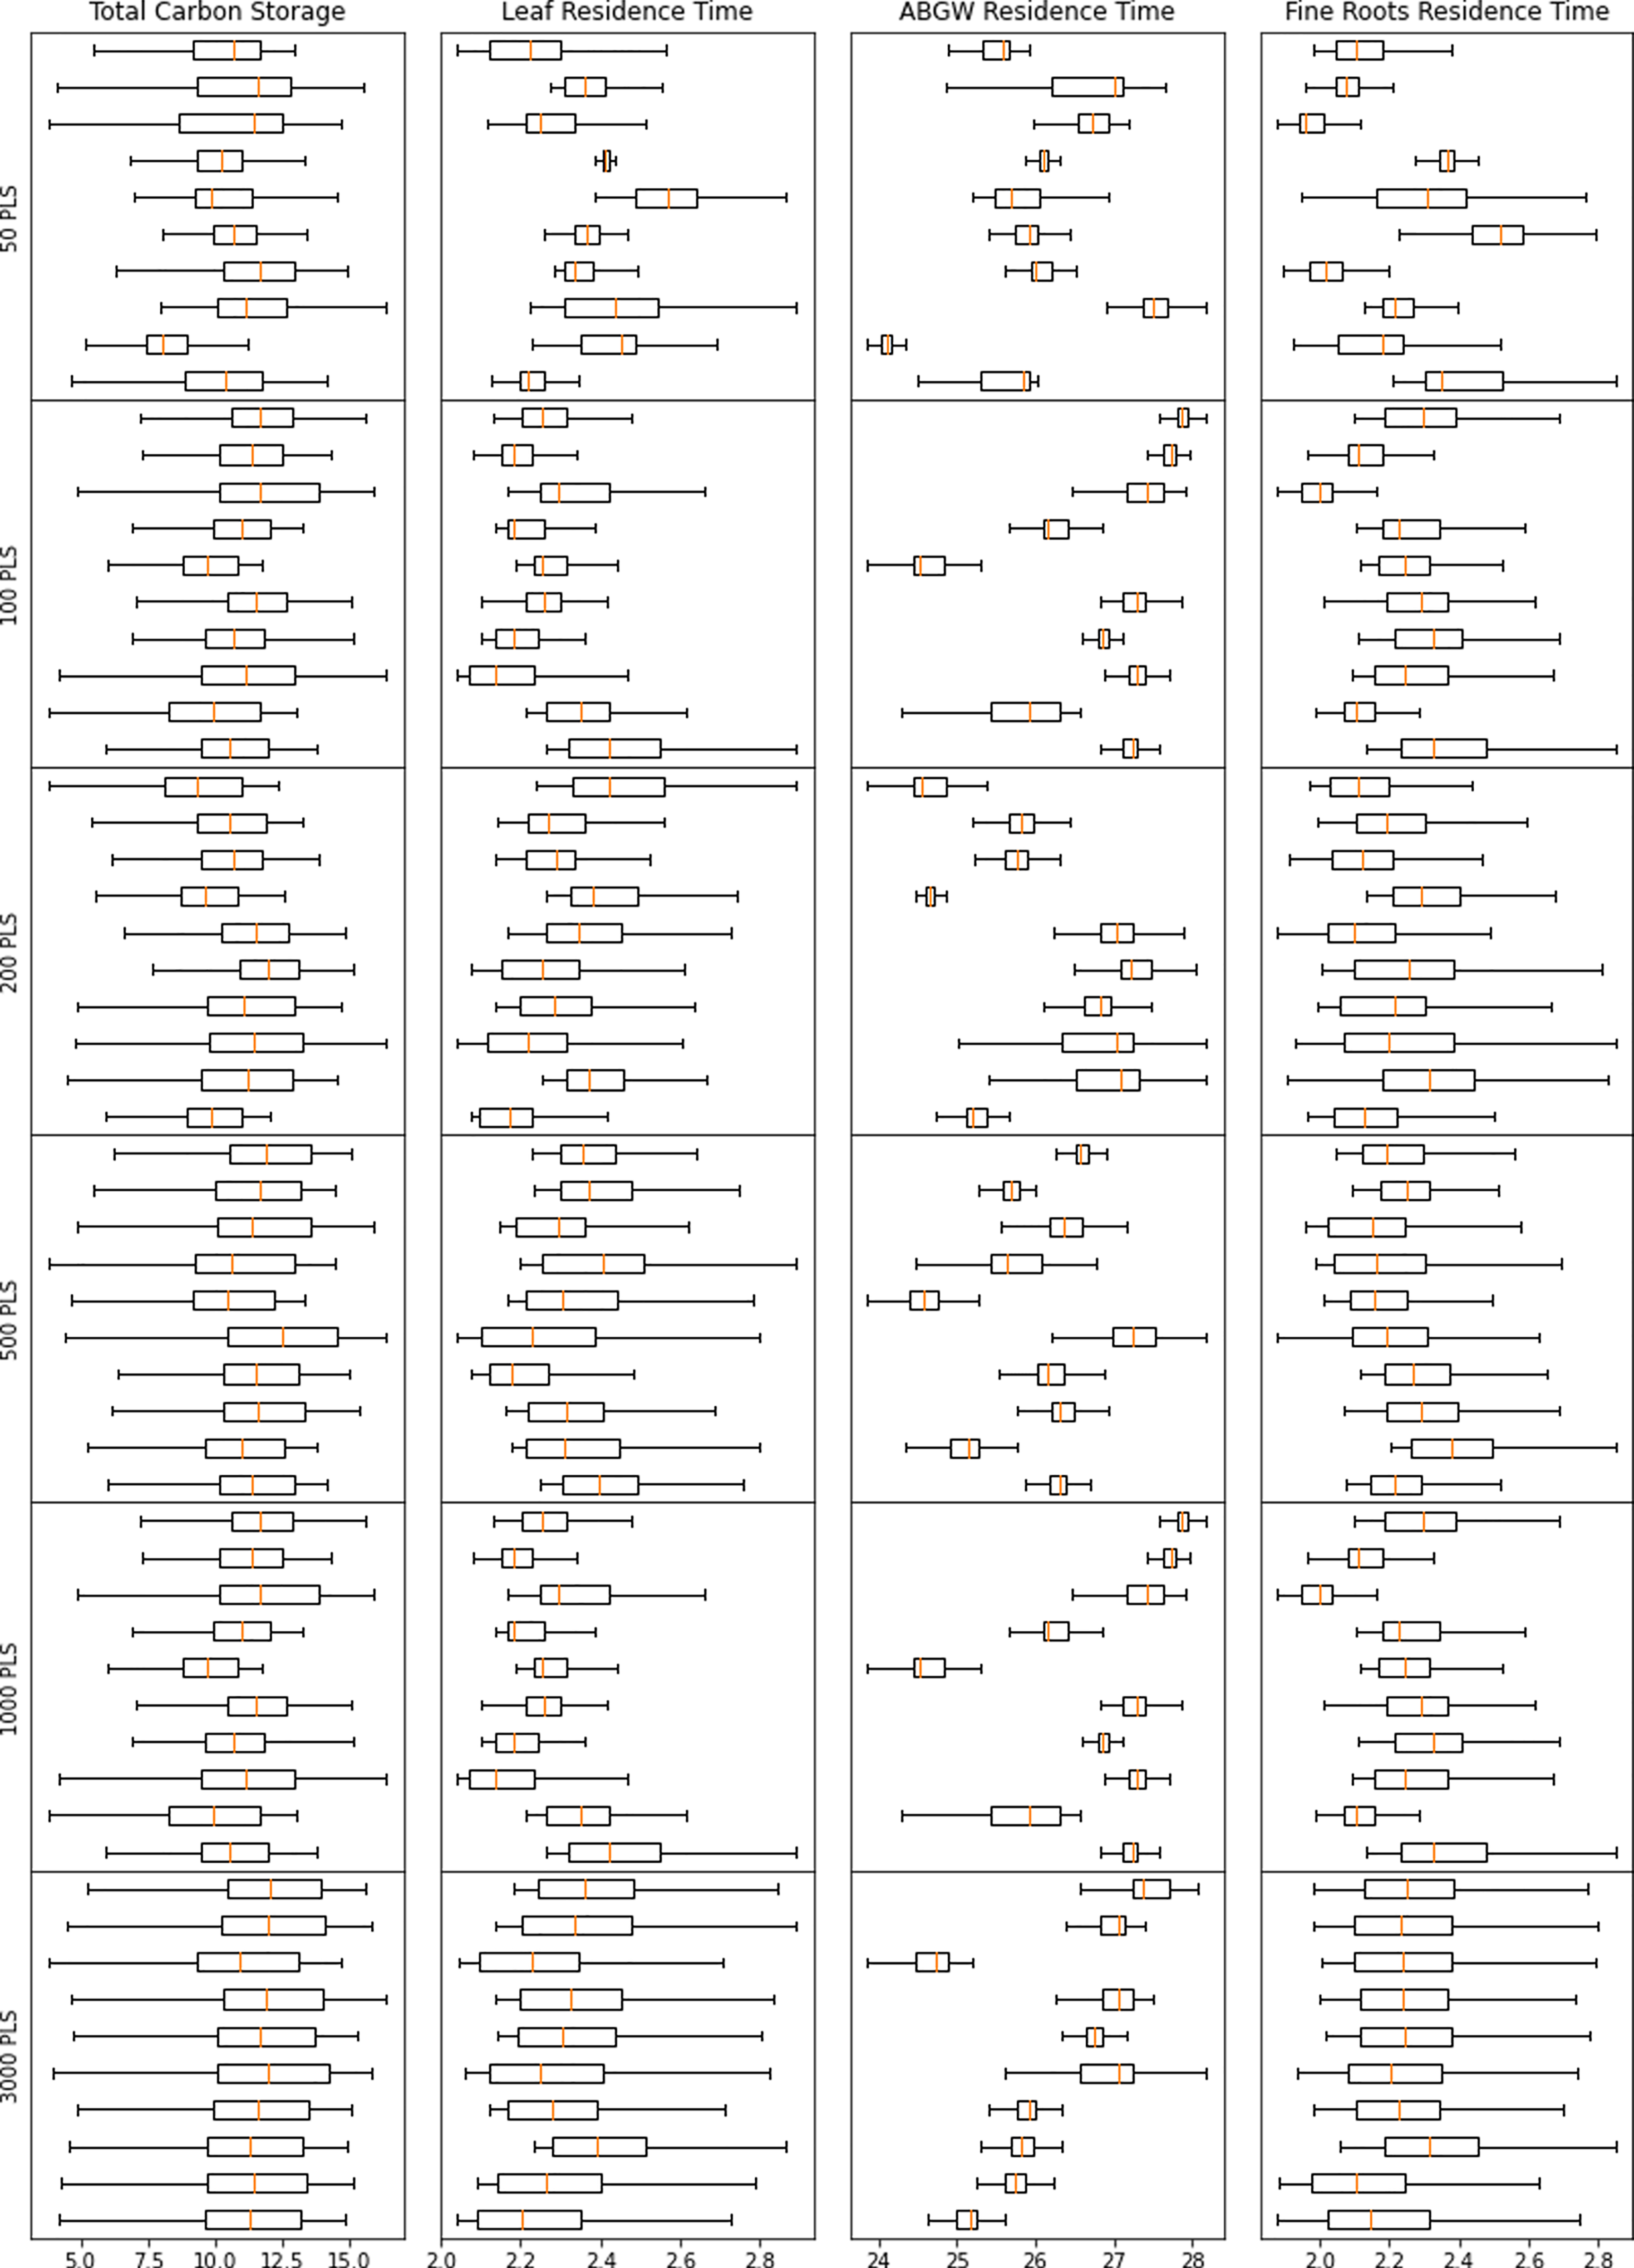 Total Carbon Storage
Leaf Residence Time
ABGW Residence Time
Fine Roots Residence Time
50 PLS
100 PLS
200 PLS
500 PLS
1000 PLS
3000 PLS
5.0 7.5 10.0 12.5 15.0
2.0 2.2 2.4 2.6 2.8
24 25 26 27 28
2.0 2.2 2.4 2.6 2.8